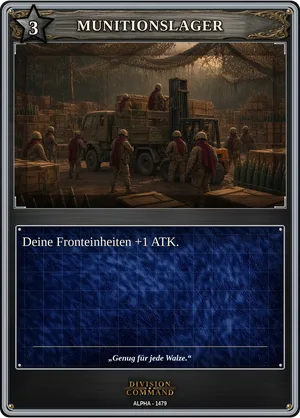 3
MUNITIONSLAGER
Deine Fronteinheiten +1 ATK.
„Genug für jede Walze.“
DIVISION
COMMAND
ALPHA - 1479